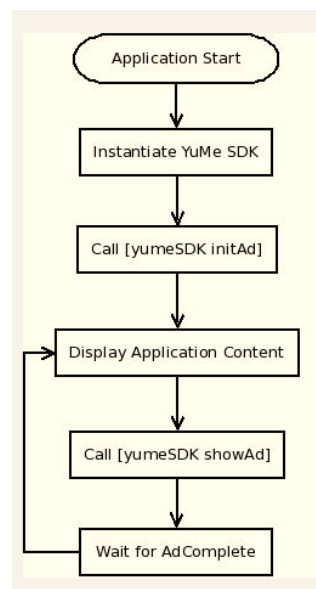 Application Start
Instantiate YuMe SDK
Call [yumeSDK initAd]
Display Application Content
Call [yumeSDK showAd]
Wait for AdComplete